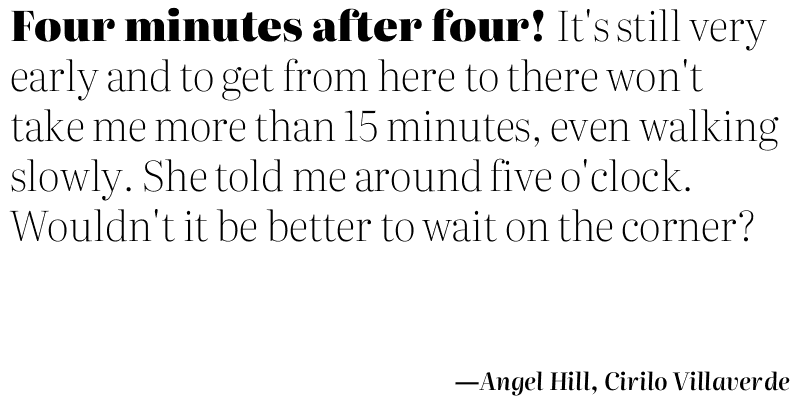 Four minutes after four! It's still very
early and to get from here to there won't
take me more than 15 minutes, even walking
slowly. She told me around five o'clock.
Wouldn't it be better to wait on the corner?
—Angel Hill, Cirilo Villaverde